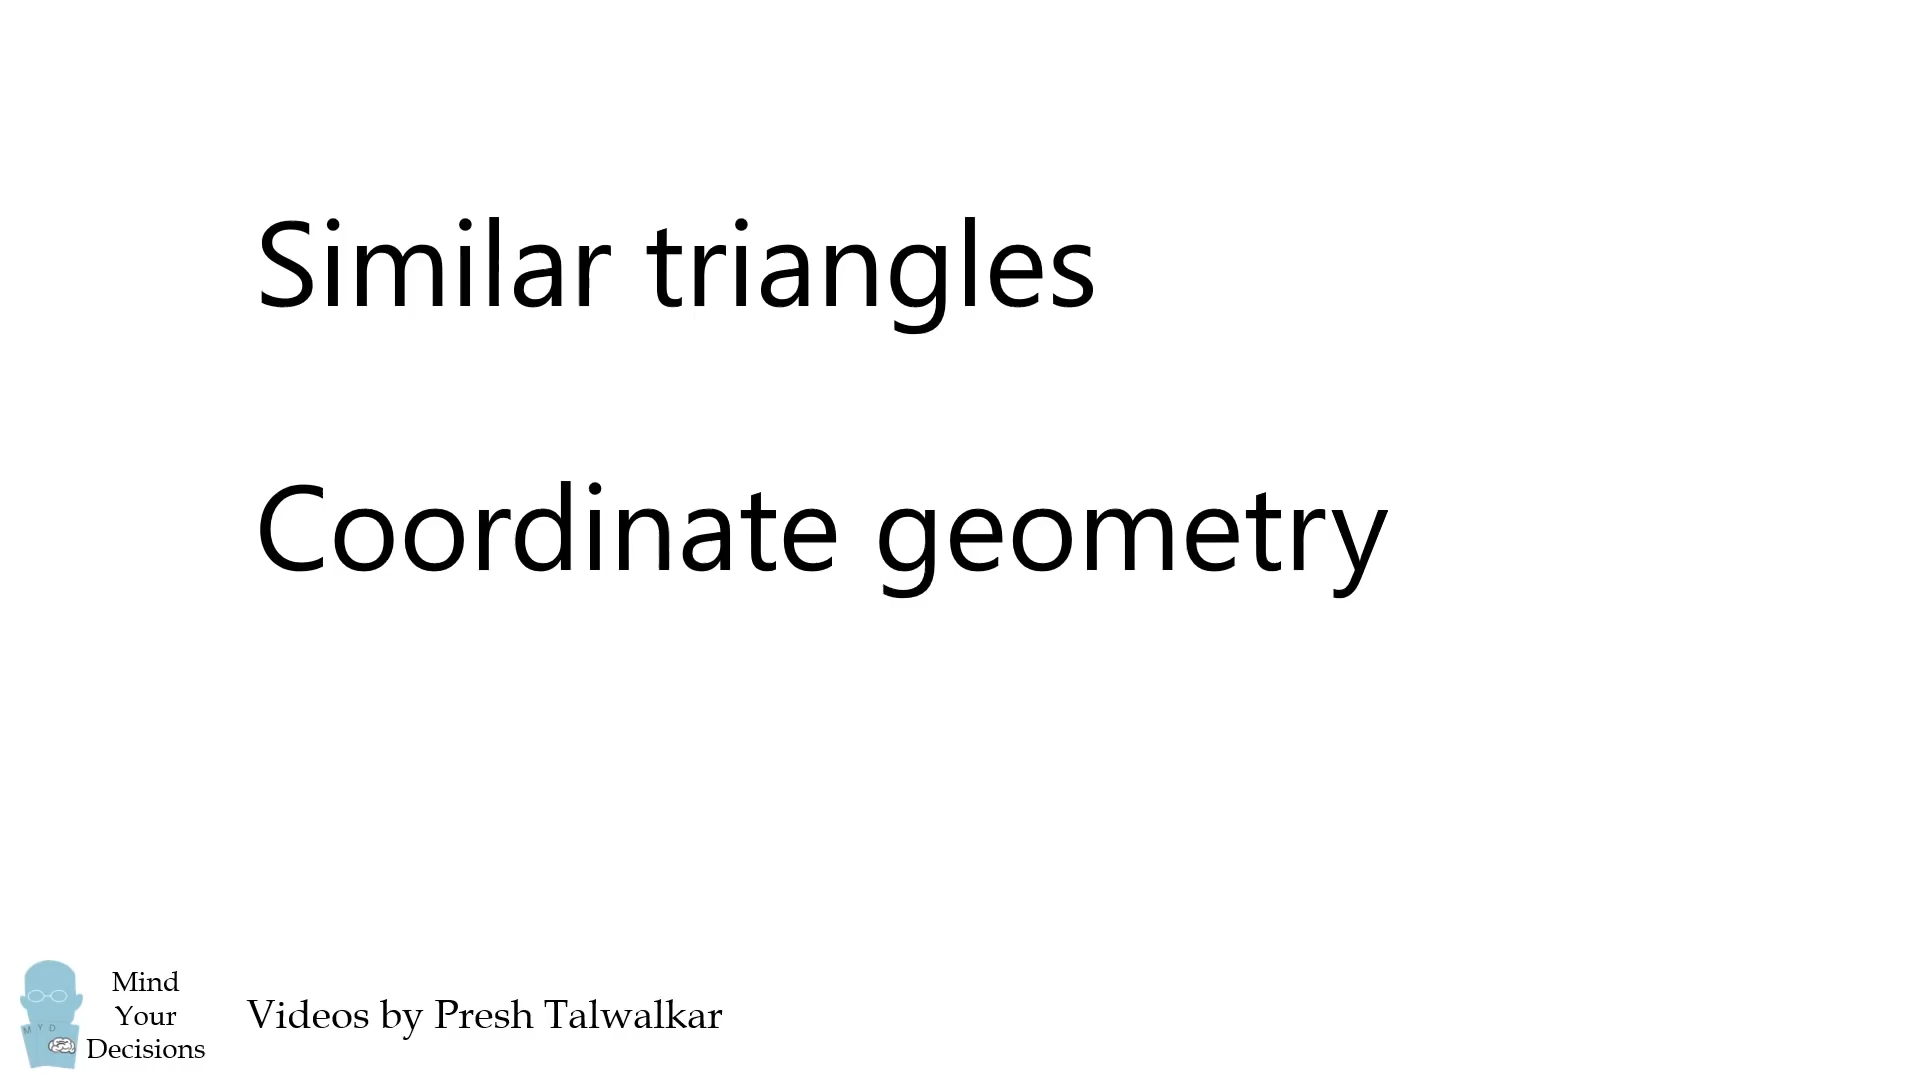 Similar triangles
Coordinate geometry
Mind
Your
Decisions
M Y D
Videos by Presh Talwalkar